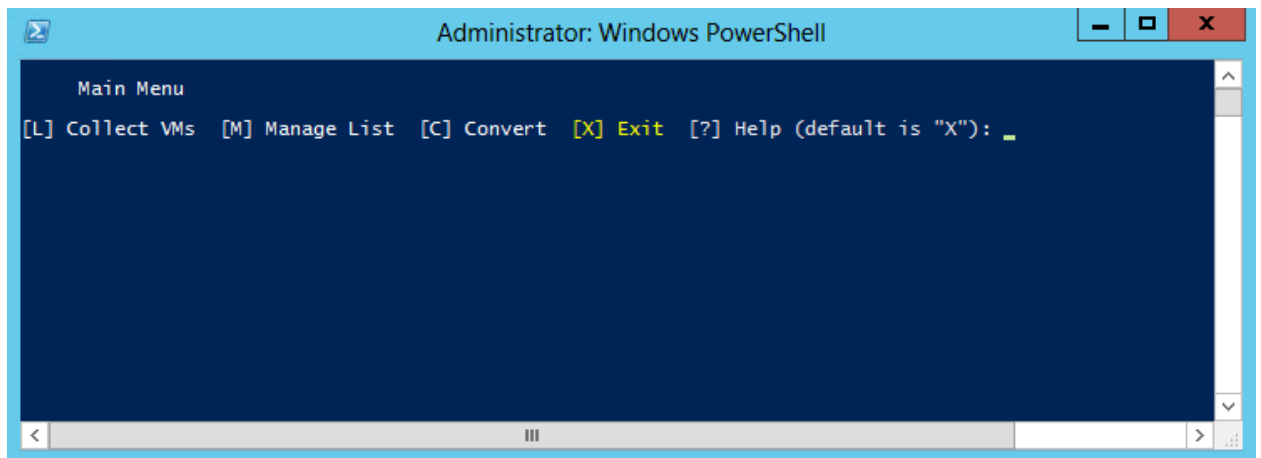 Administrator: Windows PowerShell
Main Menu
[L] Collect VMs [M] Manage List [C] Convert [X] Exit [?] Help (default is "X"):